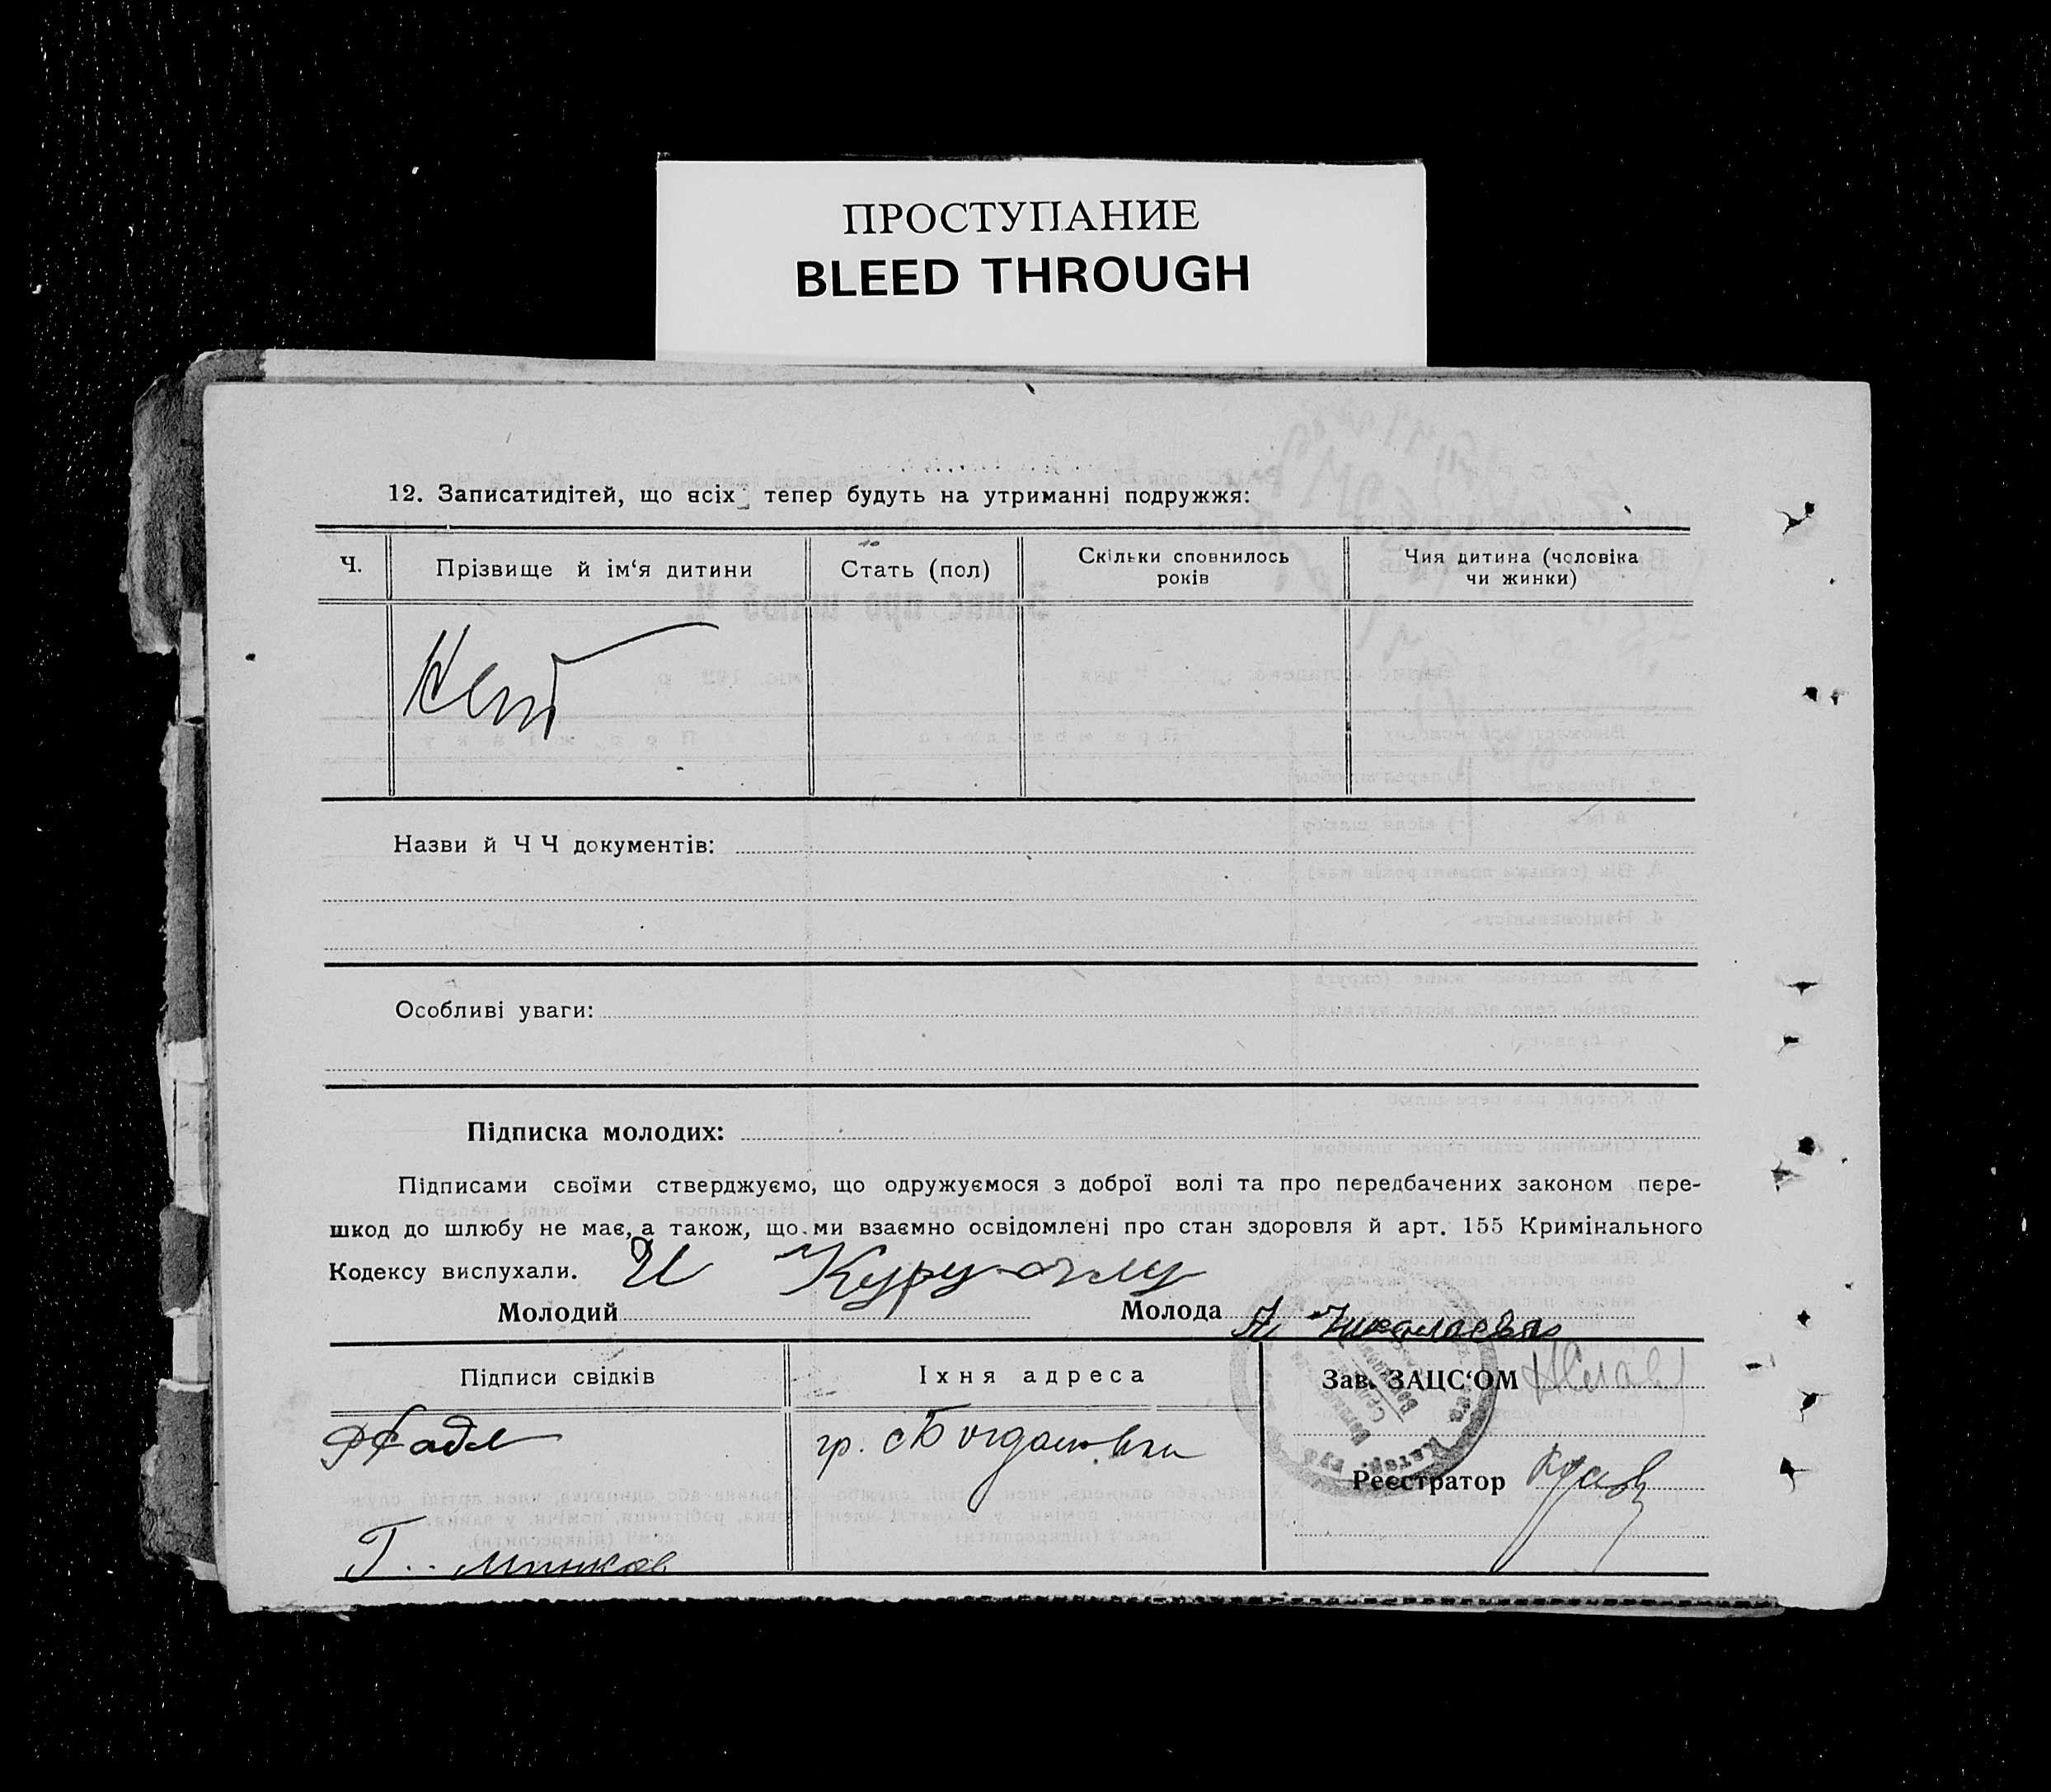 ПРОСТУПАНИЕ
BLEED THROUGH
12. Записатидітей, що всіх тепер будуть на утриманні подружжя:
Ч.
Прізвище й ім‘я дитини
Стать (пол)
Скільки сповнилось років
Чия дитина (чоловіка чи жинки)
Нет
Назви й Ч Ч документів:
Особливі уваги:
Підписка молодих:
Підписами своїми стверджуємо, що одружуємося з доброї волі та про передбачених законом пере-
шкод до шлюбу не має, а також, що ми взаємно освідомлені про стан здоровля й арт. 155 Кримінального
Кодексу вислухали.
Молодий
Молода
Підписи свідків
Їхня адреса
Зав. ЗАЦС‘ОМ
гр. с Богдановки
Реєстратор